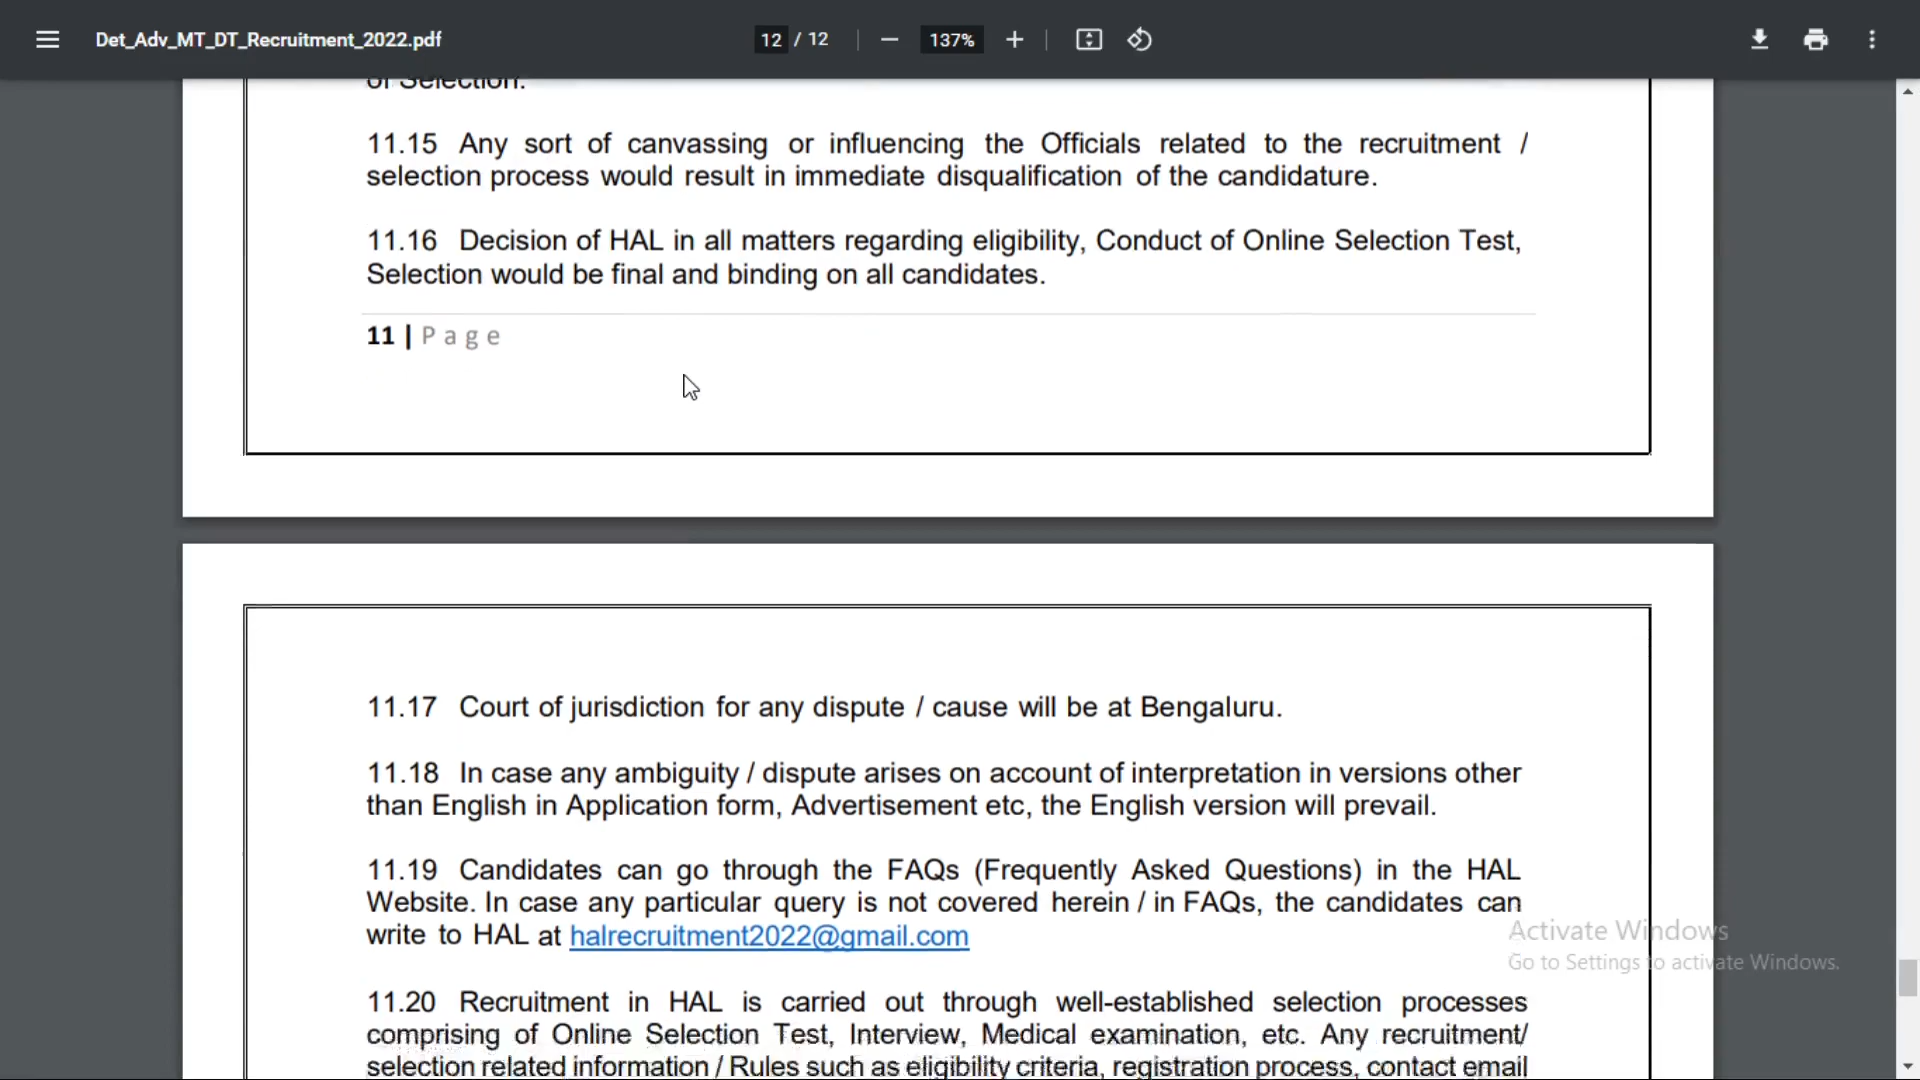 Det_Adv_MT_DT_Recruitment_2022.pdf
12 / 12
137%
of Selection.
11.15 Any sort of canvassing or influencing the Officials related to the recruitment /
selection process would result in immediate disqualification of the candidature.
11.16 Decision of HAL in all matters regarding eligibility, Conduct of Online Selection Test,
Selection would be final and binding on all candidates.
11 | Page
11.17 Court of jurisdiction for any dispute / cause will be at Bengaluru.
11.18 In case any ambiguity / dispute arises on account of interpretation in versions other
than English in Application form, Advertisement etc, the English version will prevail.
11.19 Candidates can go through the FAQs (Frequently Asked Questions) in the HAL
Website. In case any particular query is not covered herein / in FAQs, the candidates can
write to HAL at halrecruitment2022@gmail.com
Activate Windows
Go to Settings to activate Windows.
11.20 Recruitment in HAL is carried out through well-established selection processes
comprising of Online Selection Test, Interview, Medical examination, etc. Any recruitment/
selection related information / Rules such as eligibility criteria, registration process, contact email